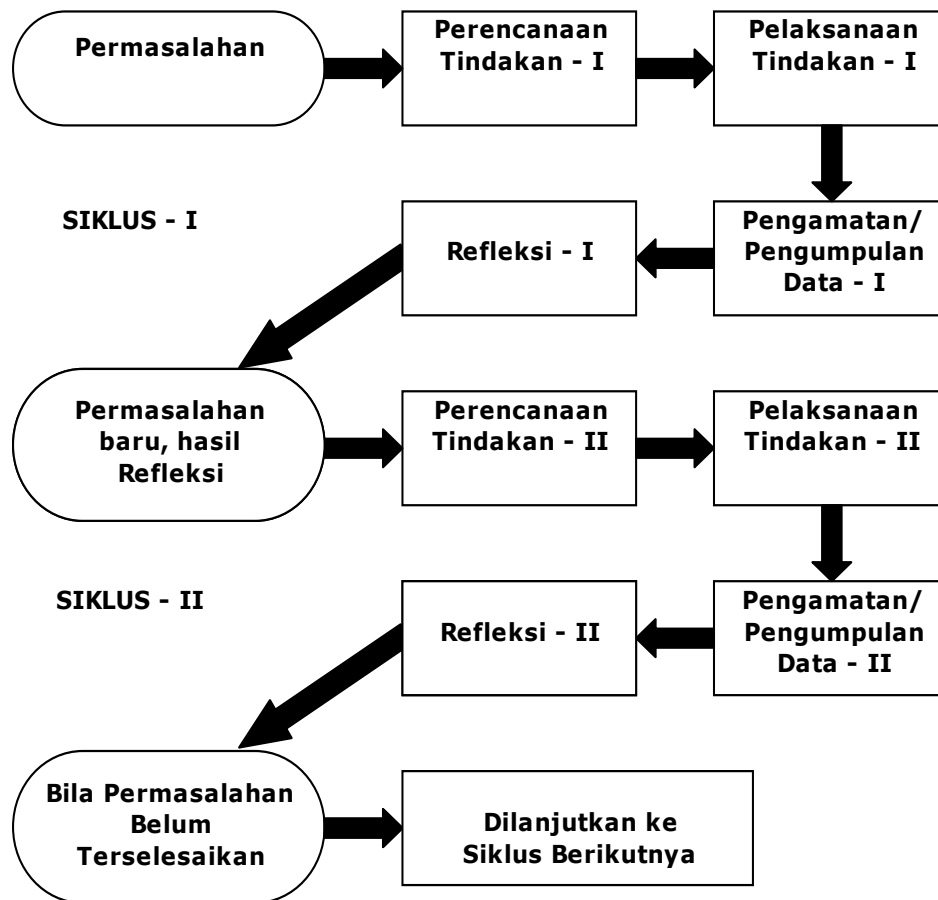 Permasalahan
Perencanaan
Tindakan - I
Pelaksanaan
Tindakan - I
SIKLUS - I
Refleksi - I
Pengamatan/
Pengumpulan
Data - I
Permasalahan
baru, hasil
Refleksi
Perencanaan
Tindakan - II
Pelaksanaan
Tindakan - II
SIKLUS - II
Refleksi - II
Pengamatan/
Pengumpulan
Data - II
Bila Permasalahan
Belum
Terselesaikan
Dilanjutkan ke
Siklus Berikutnya